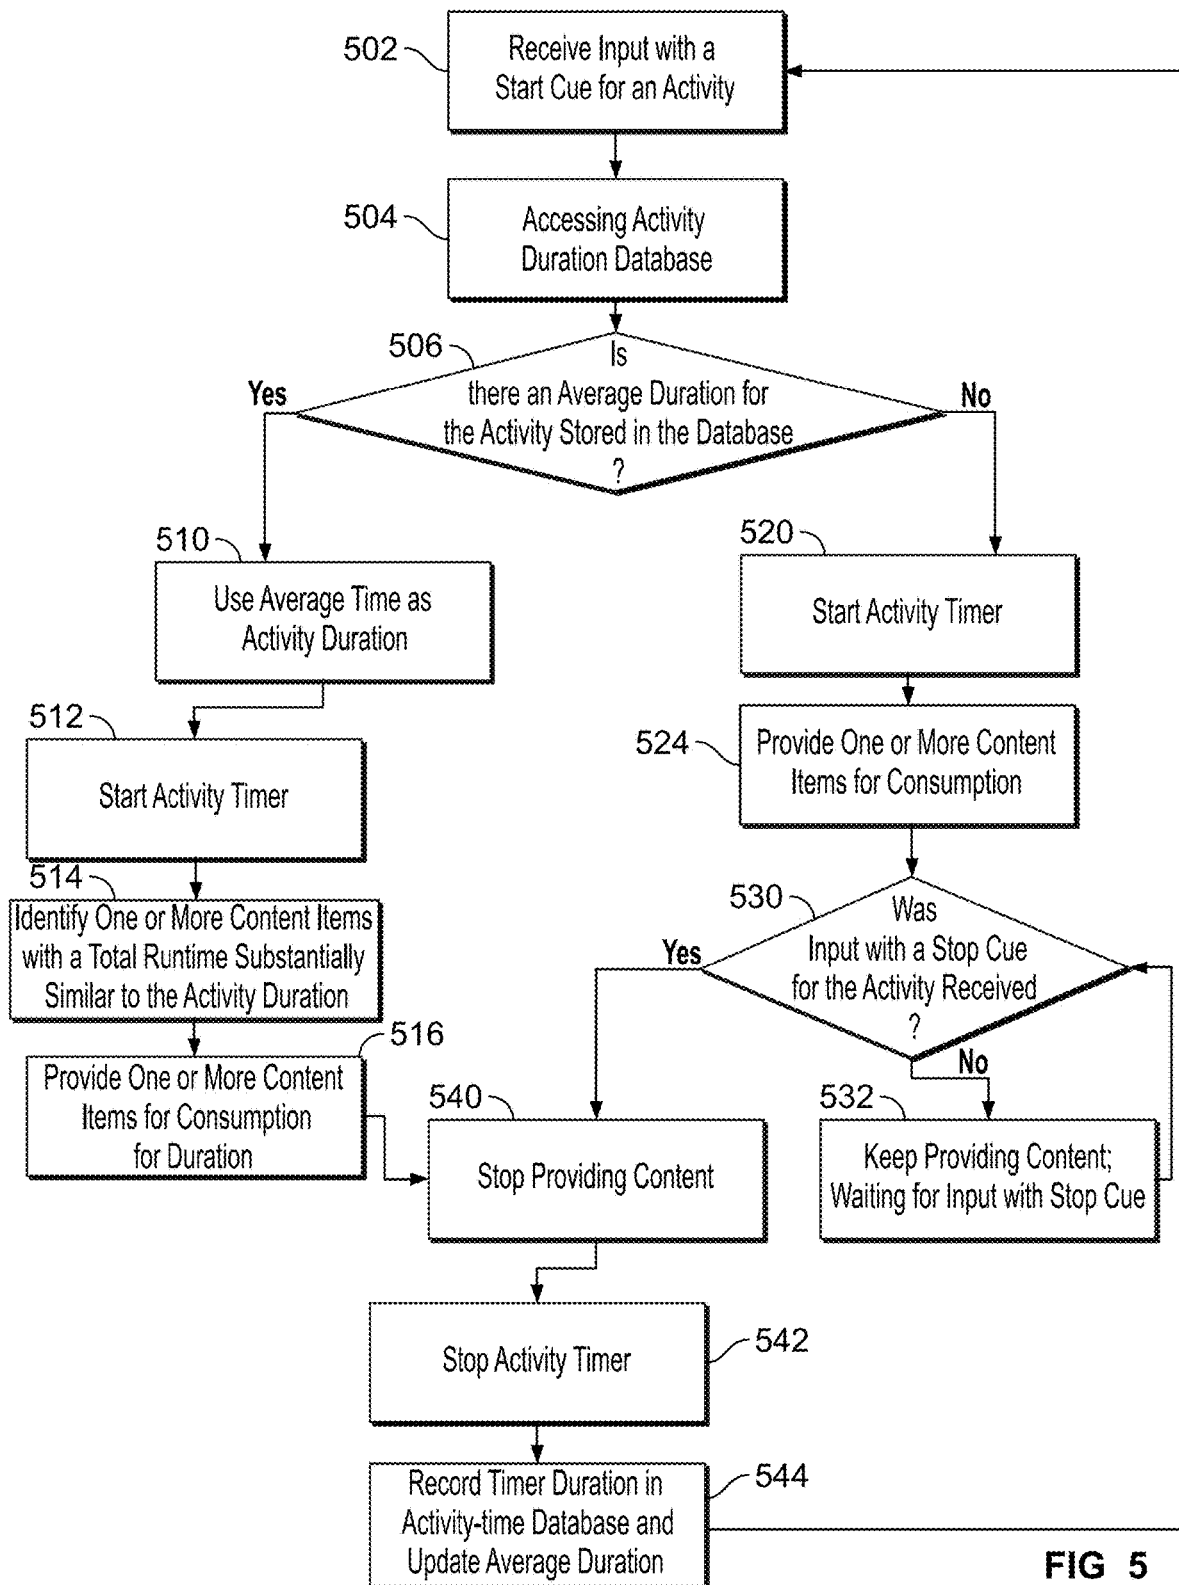 502
Receive Input with a
Start Cue for an Activity
504
Accessing Activity
Duration Database
506
Is
there an Average Duration for
the Activity Stored in the Database
?
Yes
No
510
Use Average Time as
Activity Duration
520
Start Activity Timer
512
Start Activity Timer
524
Provide One or More Content
Items for Consumption
514
Identify One or More Content Items
with a Total Runtime Substantially
Similar to the Activity Duration
530
Was
Input with a Stop Cue
for the Activity Received
?
Yes
No
516
Provide One or More Content
Items for Consumption
for Duration
540
Stop Providing Content
532
Keep Providing Content;
Waiting for Input with Stop Cue
Stop Activity Timer
542
Record Timer Duration in
Activity-time Database and
Update Average Duration
544
FIG 5